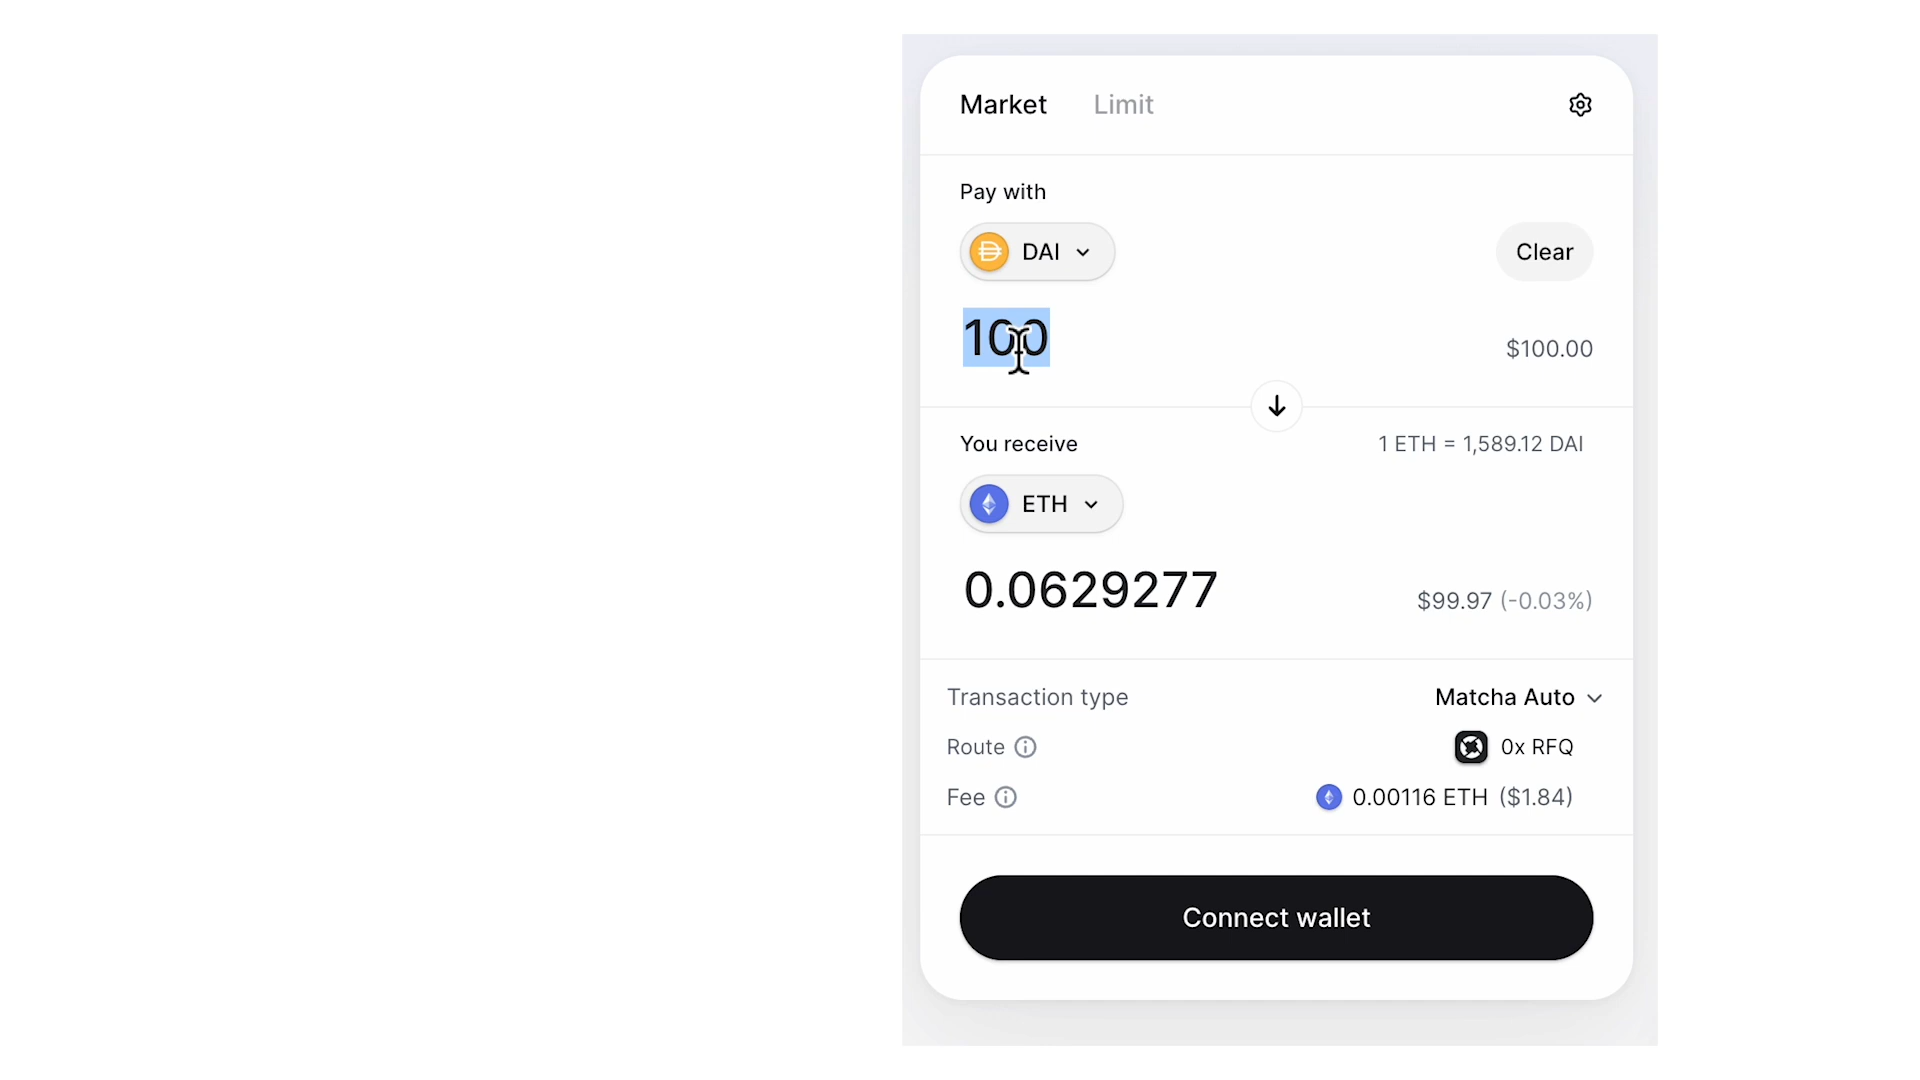 Market Limit
Pay with
DAI Clear
100 $100.00
You receive 1 ETH = 1,589.12 DAI
ETH
0.0629277 $99.97 (-0.03%)
Transaction type Matcha Auto
Route 0x RFQ
Fee 0.00116 ETH ($1.84)
Connect wallet